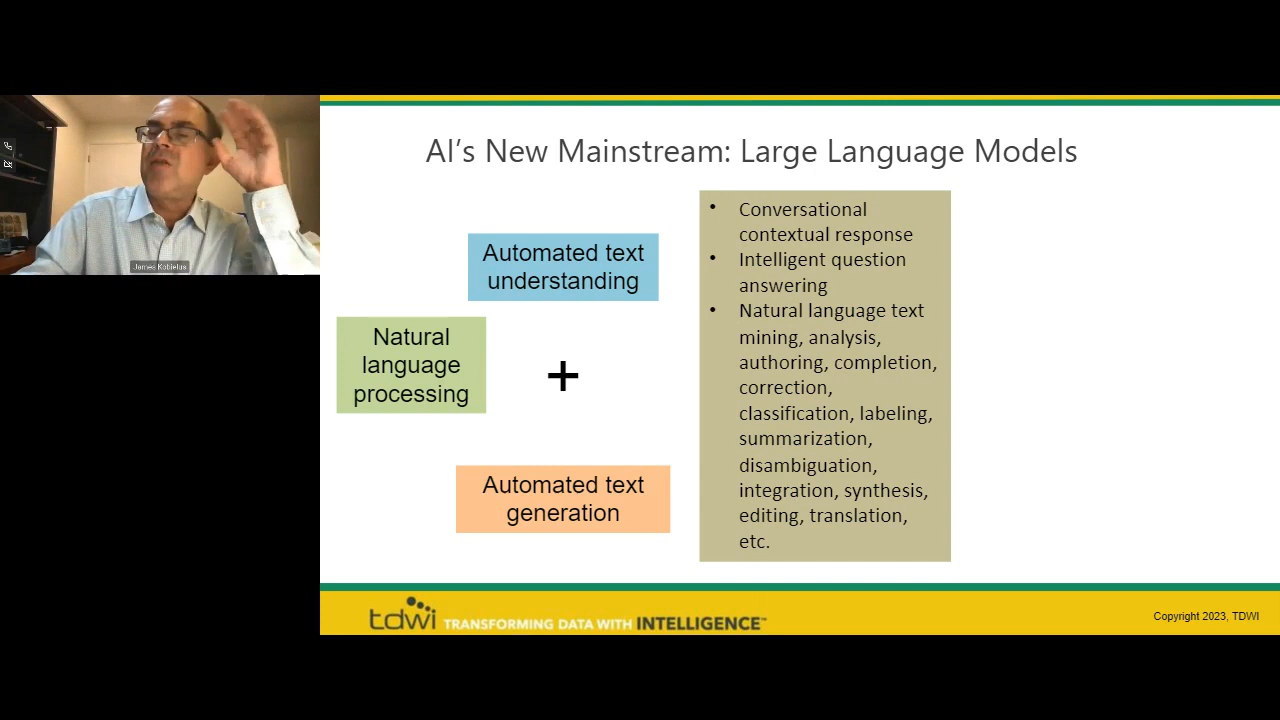 James Kobielus
AI's New Mainstream: Large Language Models
Natural
language
processing
Automated text
understanding
+
Automated text
generation
• Conversational
contextual response
• Intelligent question
answering
• Natural language text
mining, analysis,
authoring, completion,
correction,
classification, labeling,
summarization,
disambiguation,
integration, synthesis,
editing, translation,
etc.
tdwi TRANSFORMING DATA WITH INTELLIGENCE™
Copyright 2023, TDWI